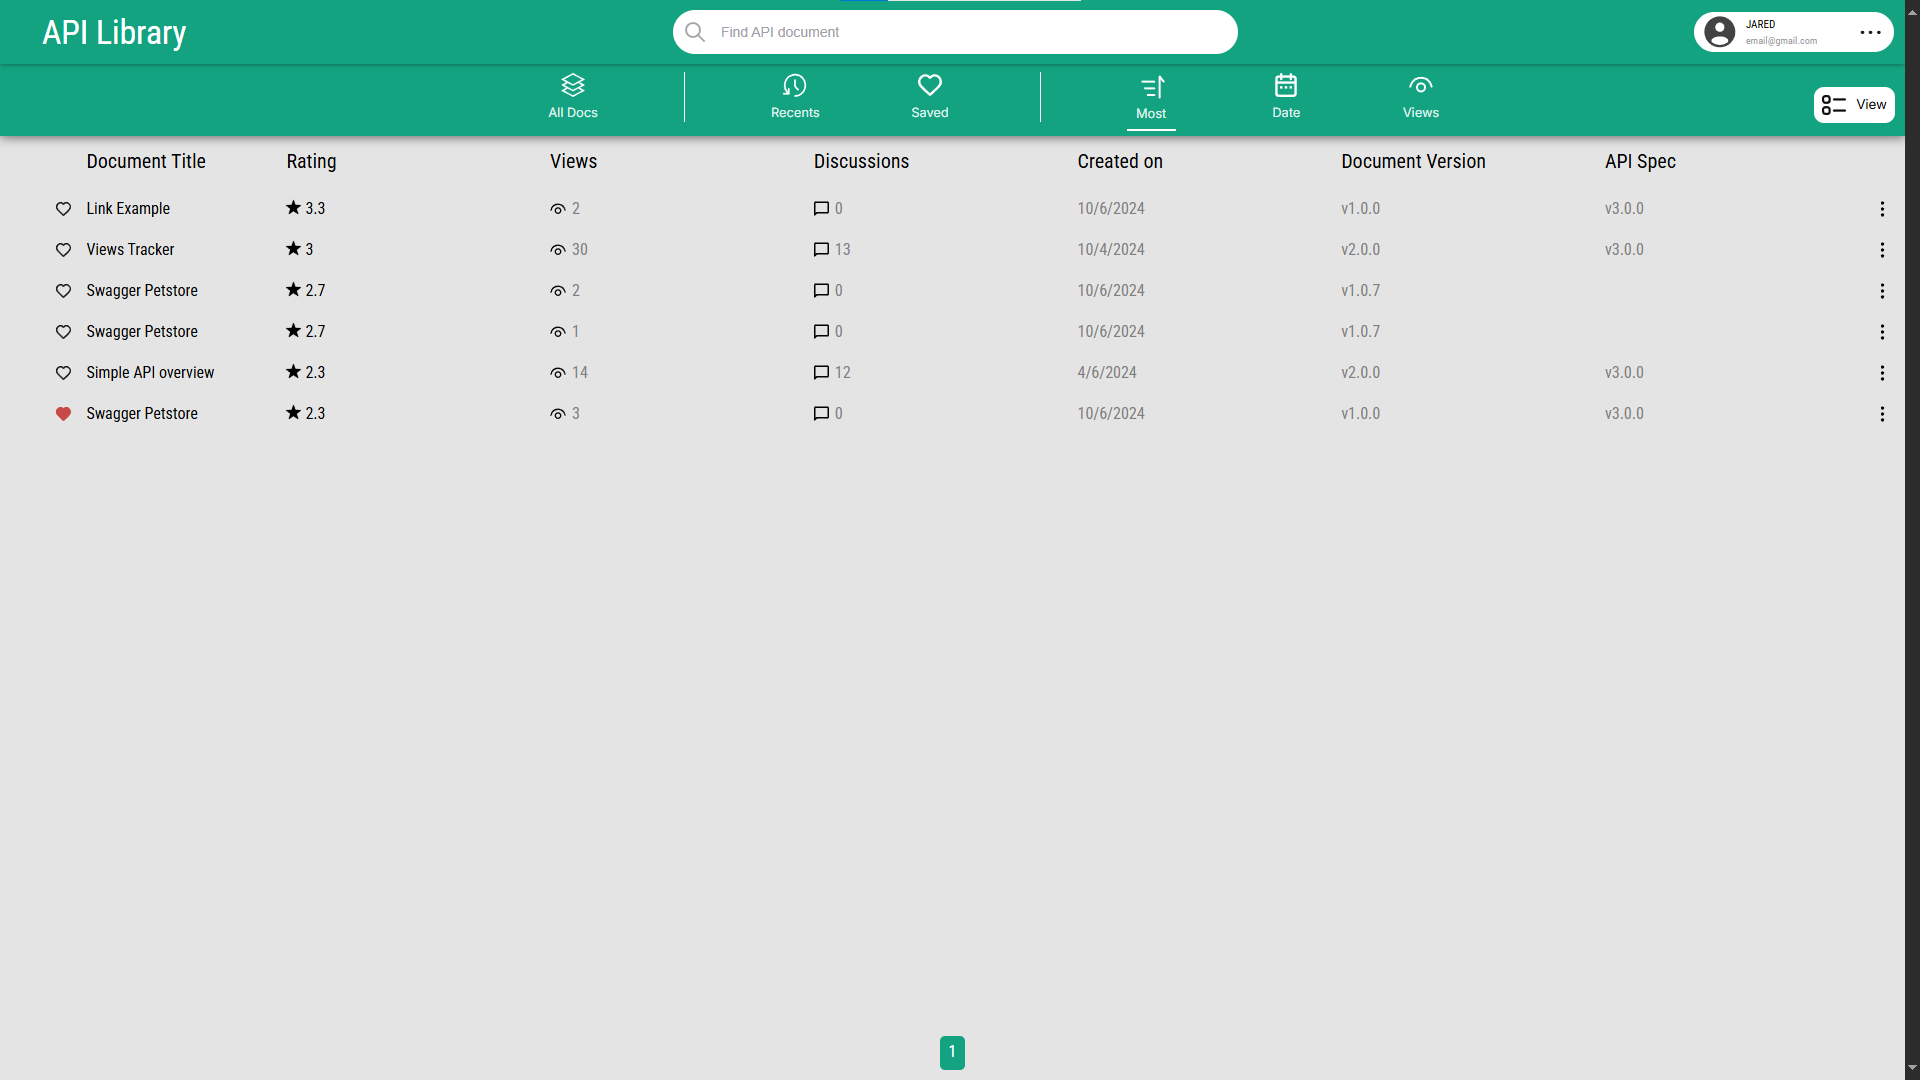 API Library
Find API document
JARED
email@gmail.com
All Docs
Recents
Saved
Most
Date
Views
View
Document Title Rating Views Discussions Created on Document Version API Spec
Link Example 3.3 2 0 10/6/2024 v1.0.0 v3.0.0
Views Tracker 3 30 13 10/4/2024 v2.0.0 v3.0.0
Swagger Petstore 2.7 2 0 10/6/2024 v1.0.7
Swagger Petstore 2.7 1 0 10/6/2024 v1.0.7
Simple API overview 2.3 14 12 4/6/2024 v2.0.0 v3.0.0
Swagger Petstore 2.3 3 0 10/6/2024 v1.0.0 v3.0.0
1